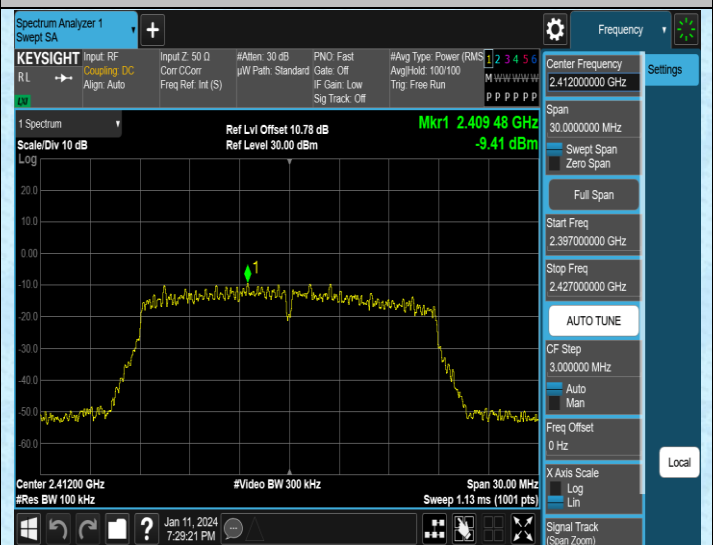 Spectrum Analyzer 1
Swept SA
+
Frequency
KEYSIGHT
RL
LXI
Input: RF
Coupling: DC
Align: Auto
Input Z: 50 Ω
Corr CCorr
Freq Ref: Int (S)
#Atten: 30 dB
µW Path: Standard
PNO: Fast
Gate: Off
IF Gain: Low
Sig Track: Off
#Avg Type: Power (RMS
Avg|Hold: 100/100
Trig: Free Run
1 2 3 4 5 6
M W W W W W
P P P P P P
1 Spectrum
Scale/Div 10 dB
Log
Ref Lvl Offset 10.78 dB
Ref Level 30.00 dBm
Mkr1 2.409 48 GHz
-9.41 dBm
20.0
10.0
0.00
-10.0
-20.0
-30.0
-40.0
-50.0
-60.0
1
Center 2.41200 GHz
#Res BW 100 kHz
#Video BW 300 kHz
Span 30.00 MHz
Sweep 1.13 ms (1001 pts)
Center Frequency
2.412000000 GHz
Settings
Span
30.0000000 MHz
Swept Span
Zero Span
Full Span
Start Freq
2.397000000 GHz
Stop Freq
2.427000000 GHz
AUTO TUNE
CF Step
3.000000 MHz
Auto
Man
Freq Offset
0 Hz
X Axis Scale
Log
Lin
Local
Signal Track
(Span Zoom)
?
Jan 11, 2024
7:29:21 PM